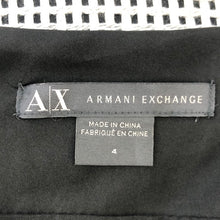 A|X ARMANI EXCHANGE
MADE IN CHINA
FABRIQUÉ EN CHINE
4